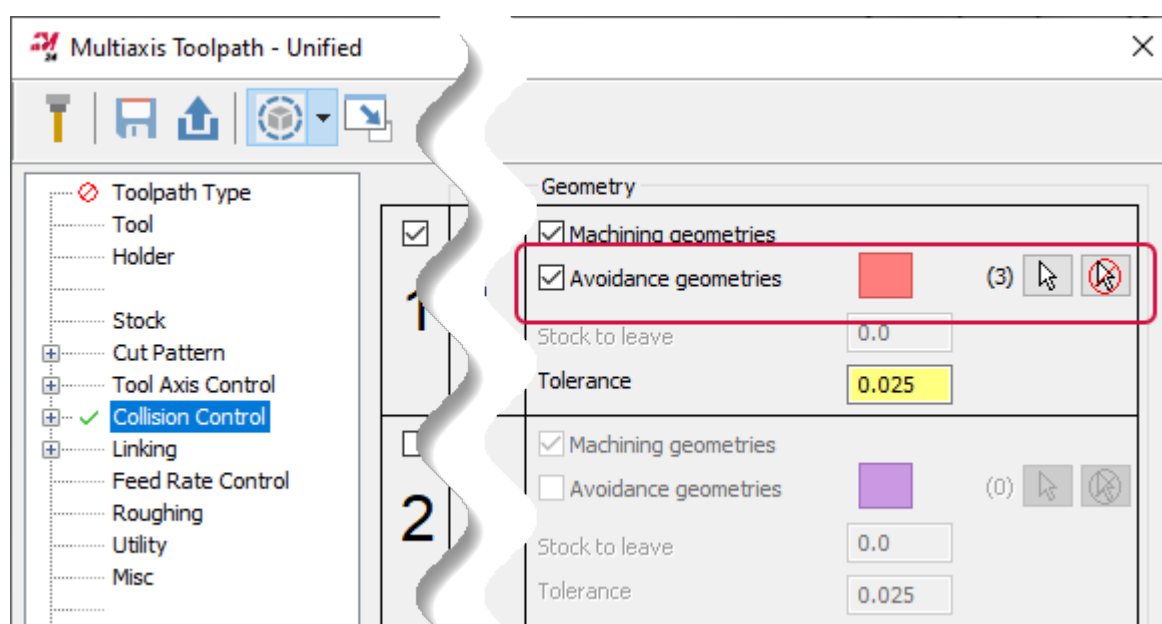 Multiaxis Toolpath - Unified
Toolpath Type
Tool
Holder
Stock
Cut Pattern
Tool Axis Control
Collision Control
Linking
Feed Rate Control
Roughing
Utility
Misc
Geometry
1
Machining geometries
Avoidance geometries (3)
Stock to leave 0.0
Tolerance 0.025
2
Machining geometries
Avoidance geometries (0)
Stock to leave 0.0
Tolerance 0.025